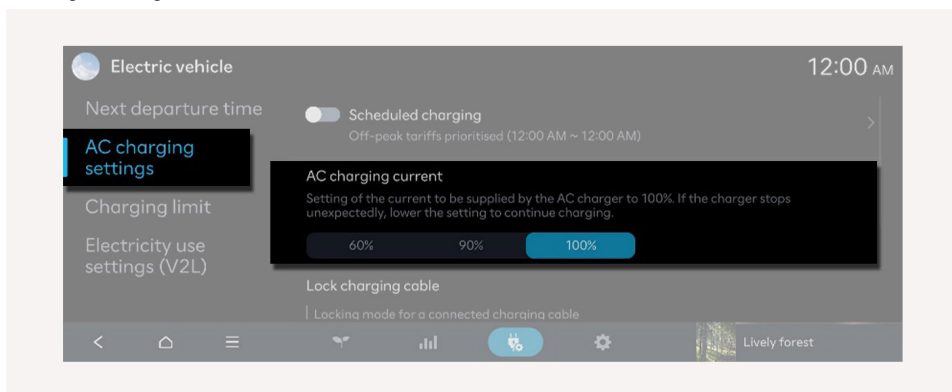 Electric vehicle
12:00 AM
Next departure time
AC charging
settings
Charging limit
Electricity use
settings (V2L)
Scheduled charging
Off-peak tariffs prioritised (12:00 AM ~ 12:00 AM)
AC charging current
Setting of the current to be supplied by the AC charger to 100%. If the charger stops
unexpectedly, lower the setting to continue charging.
60% 90% 100%
Lock charging cable
Locking mode for a connected charging cable
Lively forest